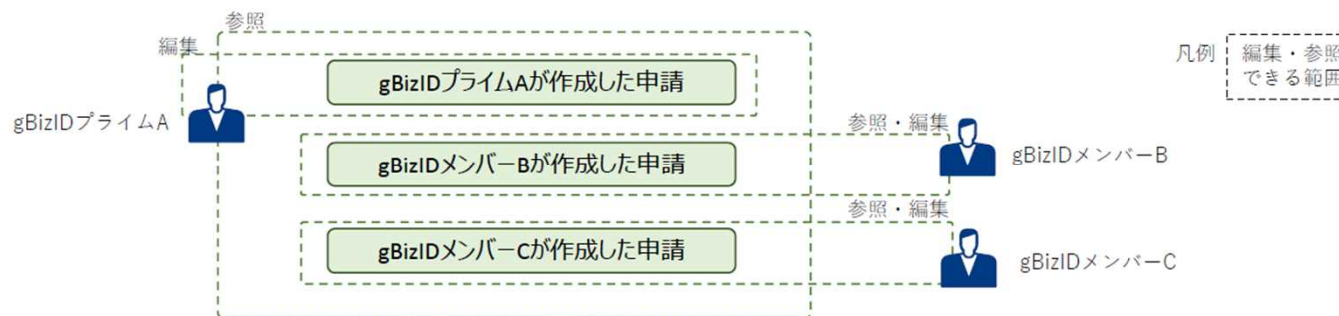 参照
編集
凡例
編集・参照
できる範囲
gBizIDプライムAが作成した申請
gBizIDプライムA
参照・編集
gBizIDメンバーBが作成した申請
gBizIDメンバーB
参照・編集
gBizIDメンバーCが作成した申請
gBizIDメンバーC